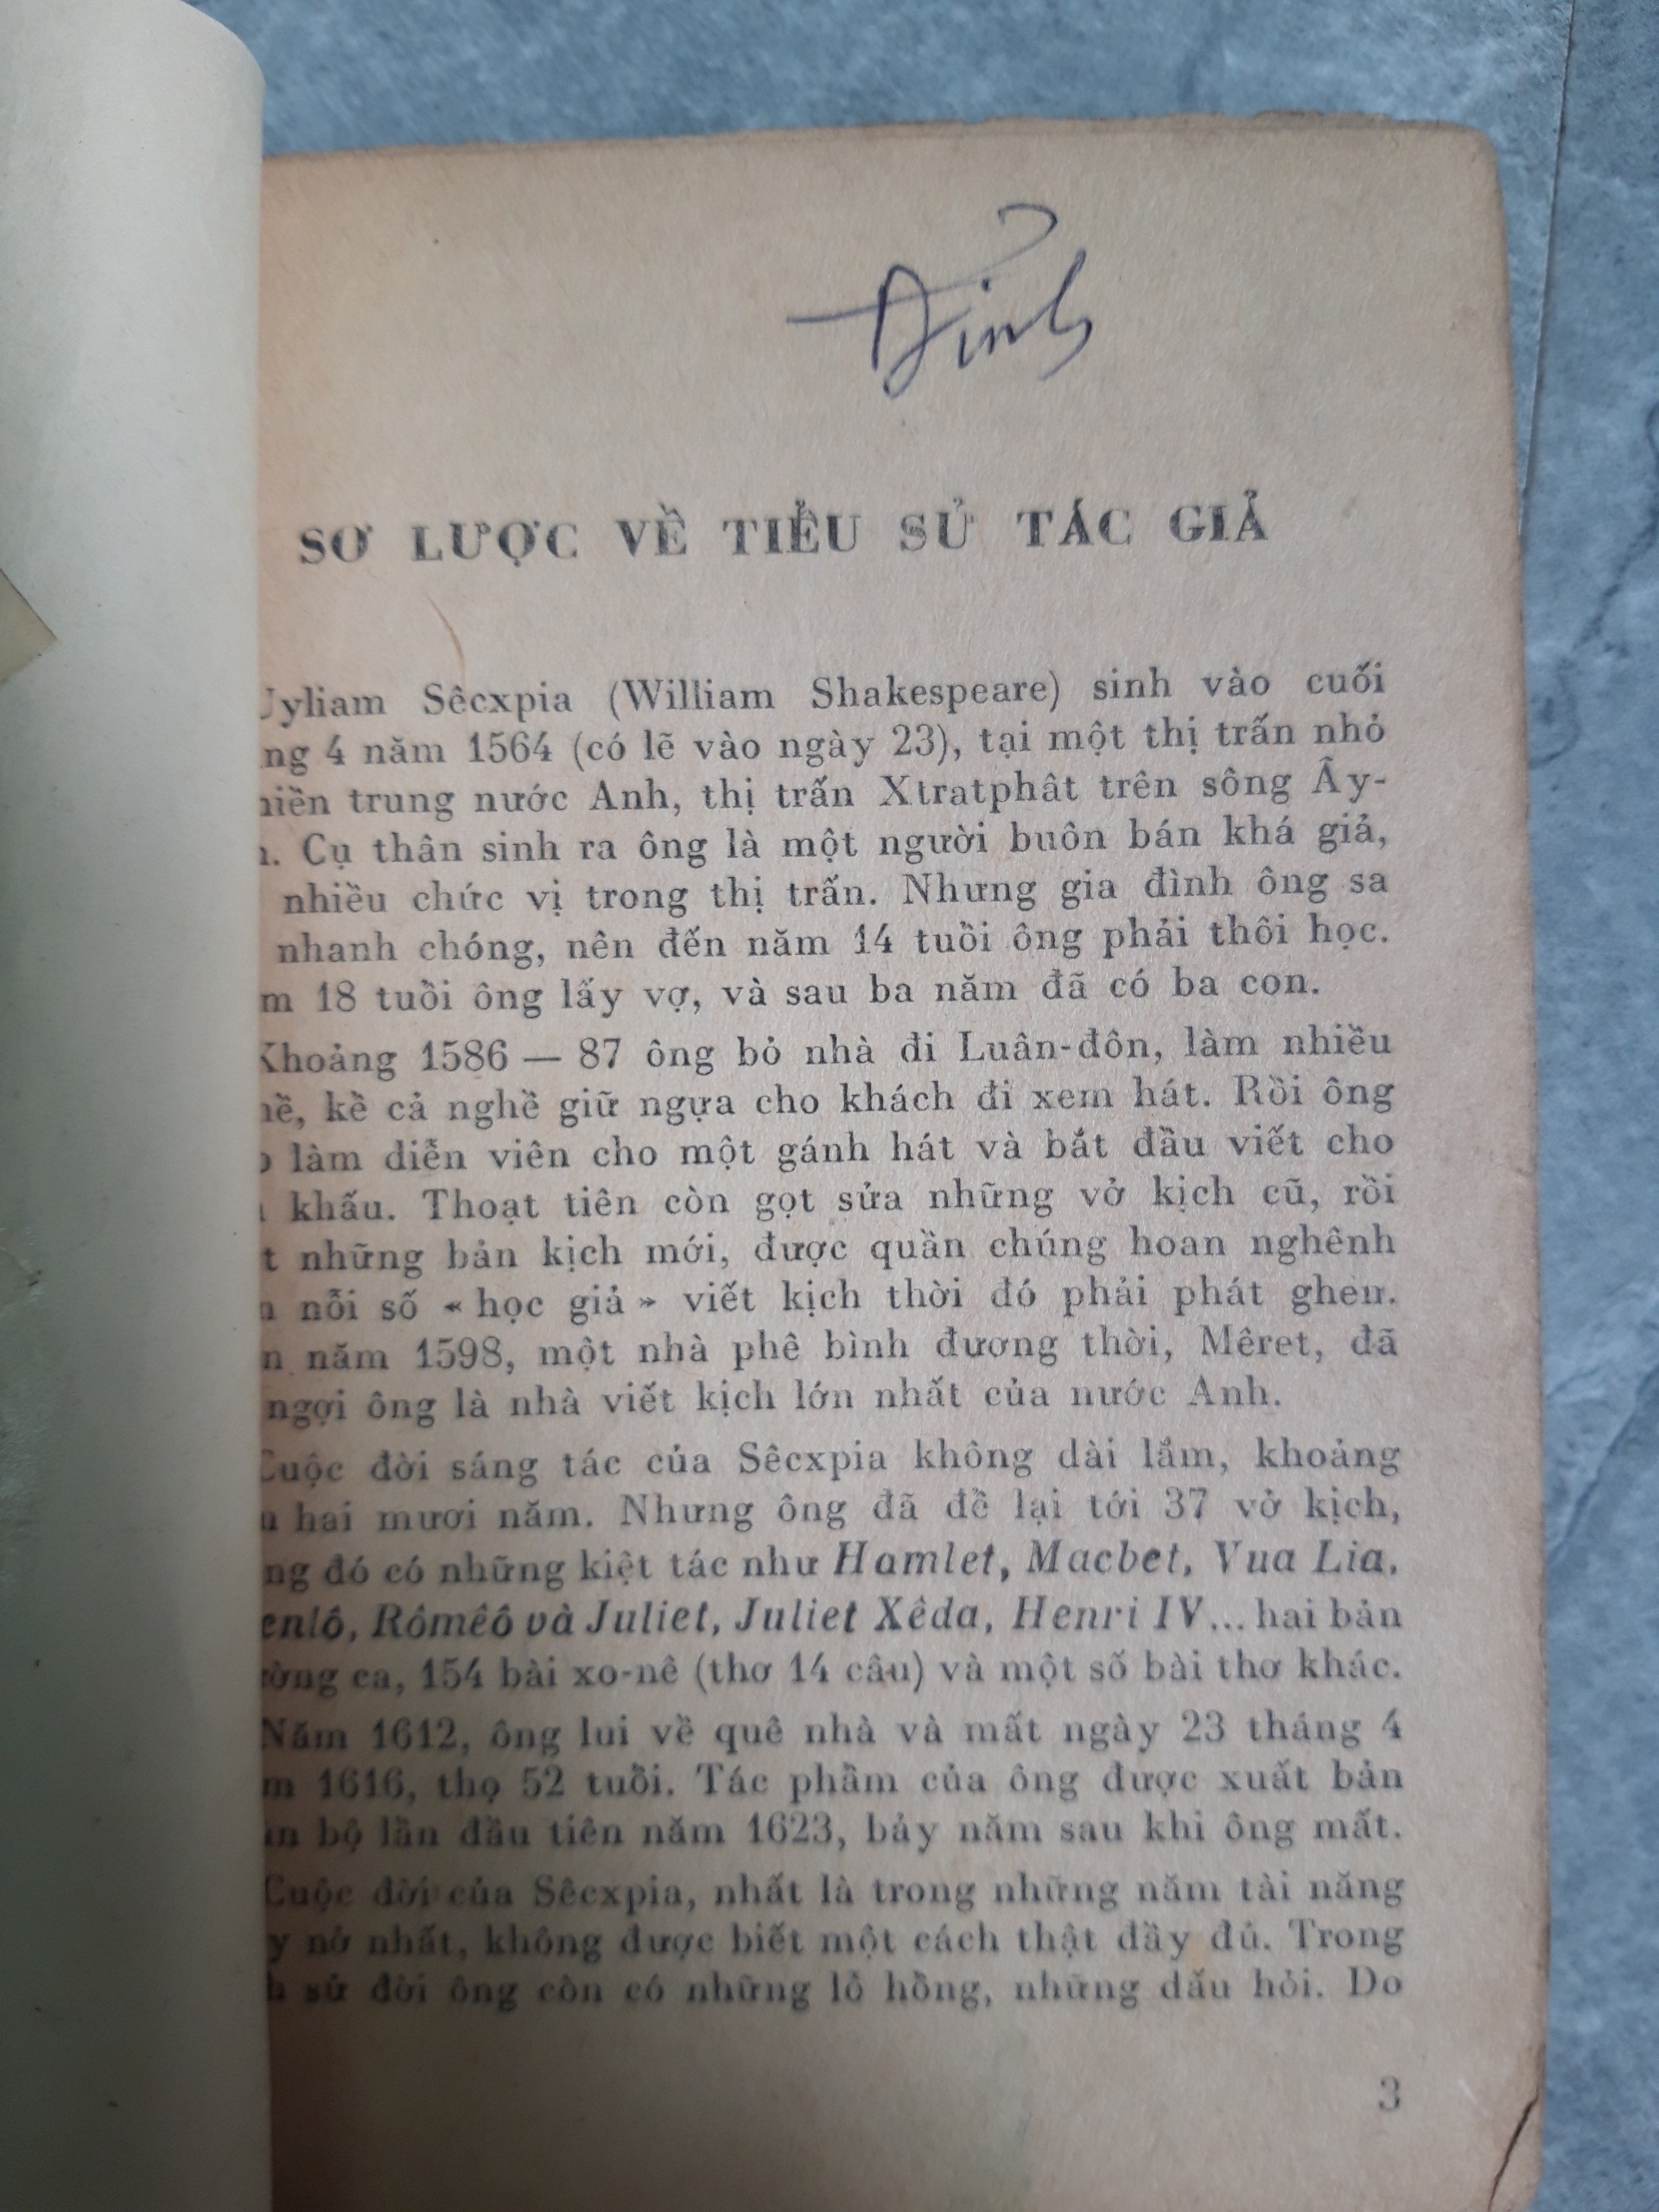 SƠ LƯỢC VỀ TIỂU SỬ TÁC GIẢ
Uyliam Sêcxpia (William Shakespeare) sinh vào cuối
ng 4 năm 1564 (có lẽ vào ngày 23), tại một thị trấn nhỏ
miền trung nước Anh, thị trấn Xtratphât trên sông Ây-
n. Cụ thân sinh ra ông là một người buôn bán khá giả,
nhiều chức vị trong thị trấn. Nhưng gia đình ông sa
nhanh chóng, nên đến năm 14 tuổi ông phải thôi học.
m 18 tuổi ông lấy vợ, và sau ba năm đã có ba con.
Khoảng 1586 — 87 ông bỏ nhà đi Luân-đôn, làm nhiều
hề, kể cả nghề giữ ngựa cho khách đi xem hát. Rồi ông
làm diễn viên cho một gánh hát và bắt đầu viết cho
khấu. Thoạt tiên còn gọt sửa những vở kịch cũ, rồi
t những bản kịch mới, được quần chúng hoan nghênh
n nỗi số « học giả » viết kịch thời đó phải phát ghen.
n năm 1598, một nhà phê bình đương thời, Mêret, đã
ngợi ông là nhà viết kịch lớn nhất của nước Anh.
Cuộc đời sáng tác của Sêcxpia không dài lắm, khoảng
hai mươi năm. Nhưng ông đã để lại tới 37 vở kịch,
ng đó có những kiệt tác như Hamlet, Macbet, Vua Lia,
enlô, Rômêô và Juliet, Juliet Xêda, Henri IV... hai bản
ường ca, 154 bài xo-nê (thơ 14 câu) và một số bài thơ khác.
Năm 1612, ông lui về quê nhà và mất ngày 23 tháng 4
m 1616, thọ 52 tuổi. Tác phẩm của ông được xuất bản
àn bộ lần đầu tiên năm 1623, bảy năm sau khi ông mất.
Cuộc đời của Sêcxpia, nhất là trong những năm tài năng
y nở nhất, không được biết một cách thật đầy đủ. Trong
h sử đời ông còn có những lỗ hổng, những dấu hỏi. Do
3